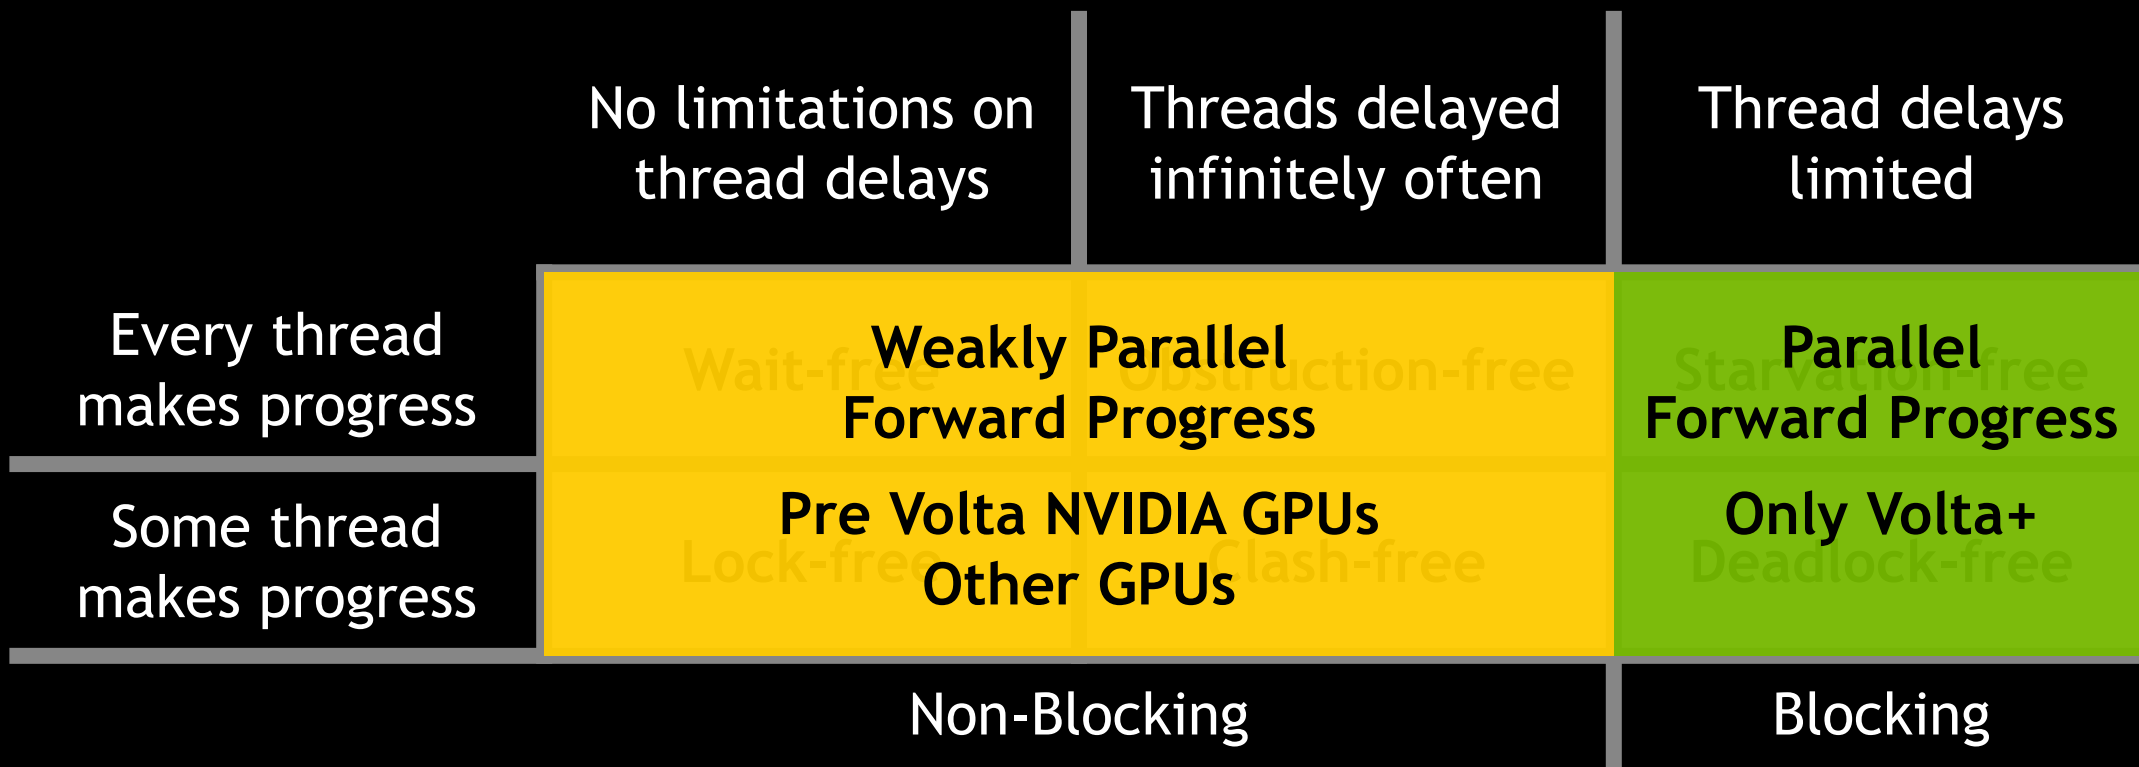 No limitations on
thread delays
Threads delayed
infinitely often
Thread delays
limited
Every thread
makes progress
Weakly Parallel
Forward Progress
Wait-free
Obstruction-free
Parallel
Forward Progress
Starvation-free
Some thread
makes progress
Pre Volta NVIDIA GPUs
Other GPUs
Lock-free
Clash-free
Only Volta+
Deadlock-free
Non-Blocking
Blocking